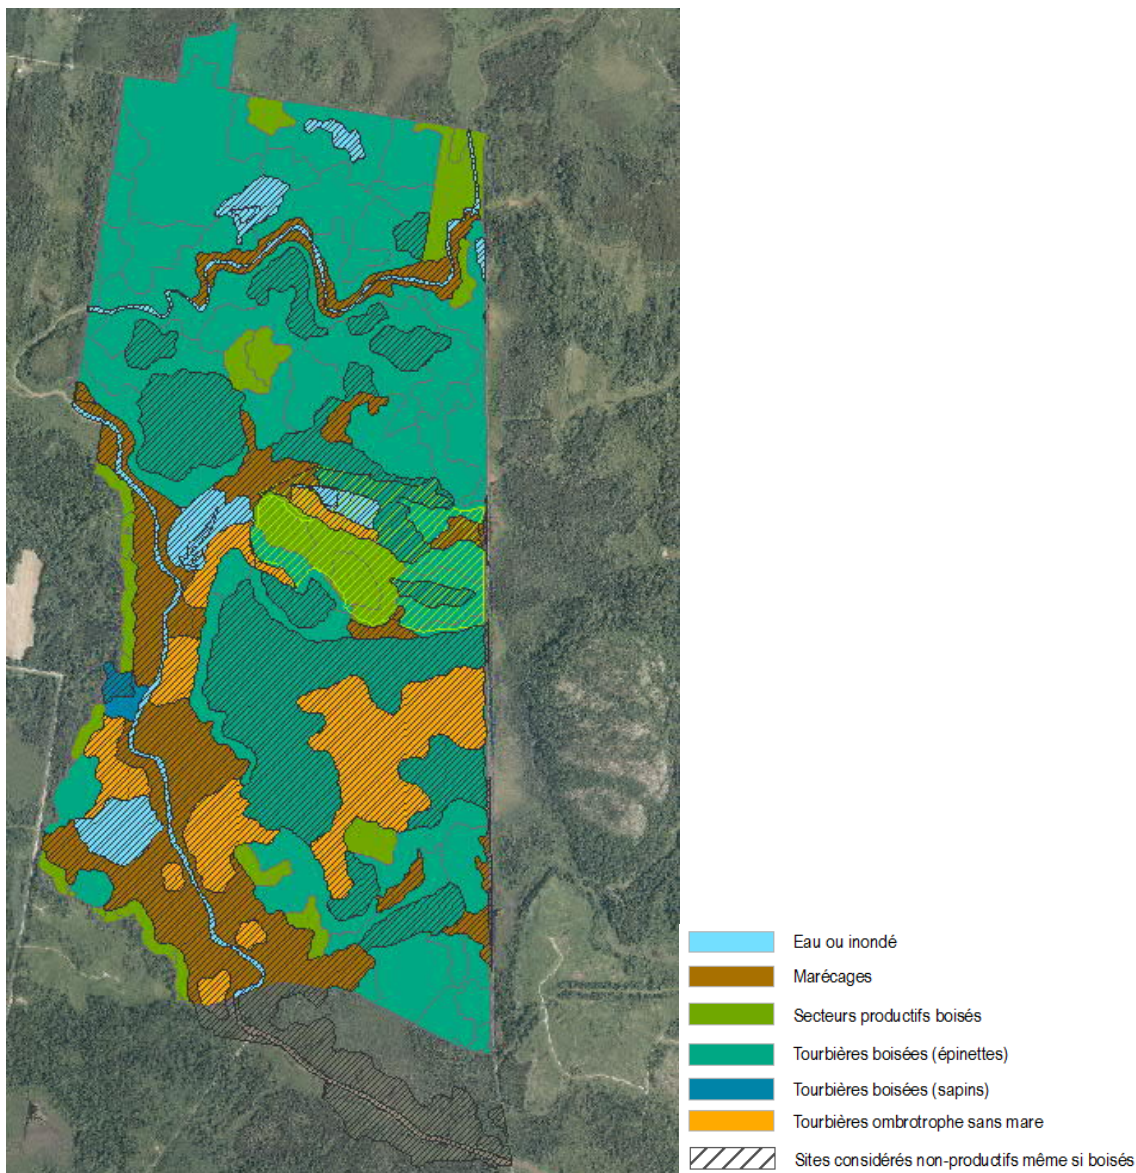 Eau ou inondé
Marécages
Secteurs productifs boisés
Tourbières boisées (épinettes)
Tourbières boisées (sapins)
Tourbières ombrotrophe sans mare
Sites considérés non-productifs même si boisés